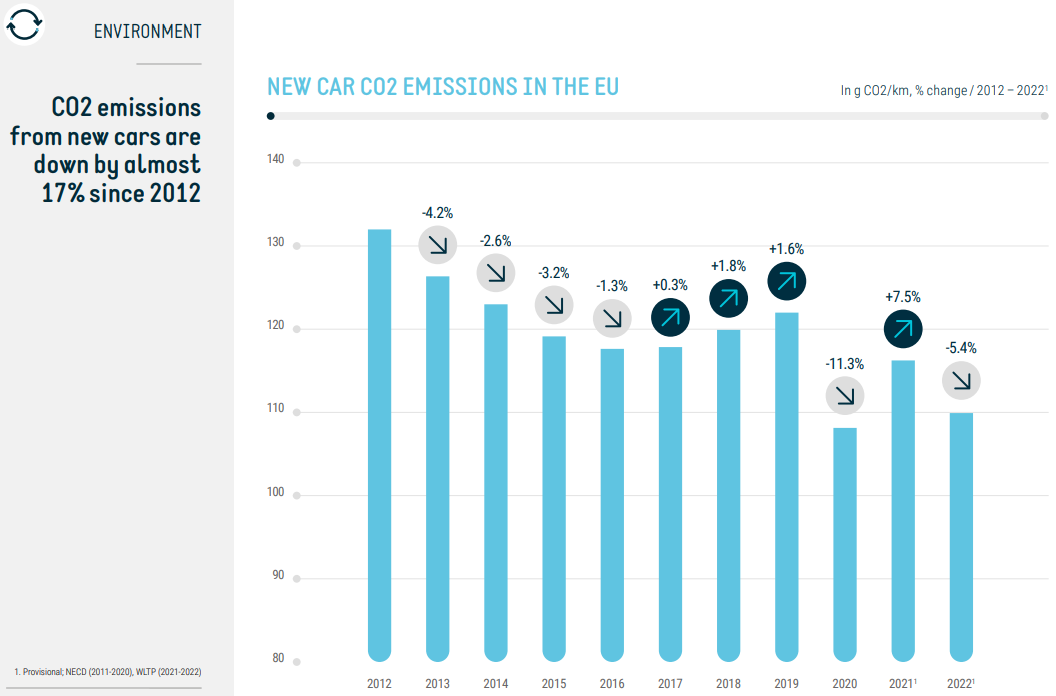 ENVIRONMENT
CO2 emissions
from new cars are
down by almost
17% since 2012
1. Provisional; NECD (2011-2020), WLTP (2021-2022)
NEW CAR CO2 EMISSIONS IN THE EU
In g CO2/km, % change / 2012 – 2022¹
140
130
120
110
100
90
80
-4.2%
-2.6%
-3.2%
-1.3%
+0.3%
+1.8%
+1.6%
-11.3%
+7.5%
-5.4%
2012 2013 2014 2015 2016 2017 2018 2019 2020 2021¹ 2022¹